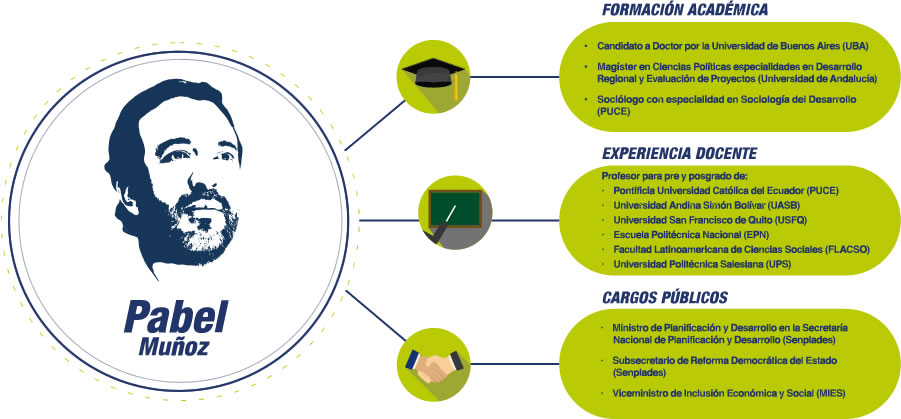 Pabel
Muñoz
FORMACIÓN ACADÉMICA
• Candidato a Doctor por la Universidad de Buenos Aires (UBA)
• Magíster en Ciencias Políticas especialidades en Desarrollo
Regional y Evaluación de Proyectos (Universidad de Andalucía)
• Sociólogo con especialidad en Sociología del Desarrollo
(PUCE)
EXPERIENCIA DOCENTE
Profesor para pre y posgrado de:
· Pontificia Universidad Católica del Ecuador (PUCE)
· Universidad Andina Simón Bolívar (UASB)
· Universidad San Francisco de Quito (USFQ)
· Escuela Politécnica Nacional (EPN)
· Facultad Latinoamericana de Ciencias Sociales (FLACSO)
· Universidad Politécnica Salesiana (UPS)
CARGOS PÚBLICOS
· Ministro de Planificación y Desarrollo en la Secretaría
Nacional de Planificación y Desarrollo (Senplades)
· Subsecretario de Reforma Democrática del Estado
(Senplades)
· Viceministro de Inclusión Económica y Social (MIES)